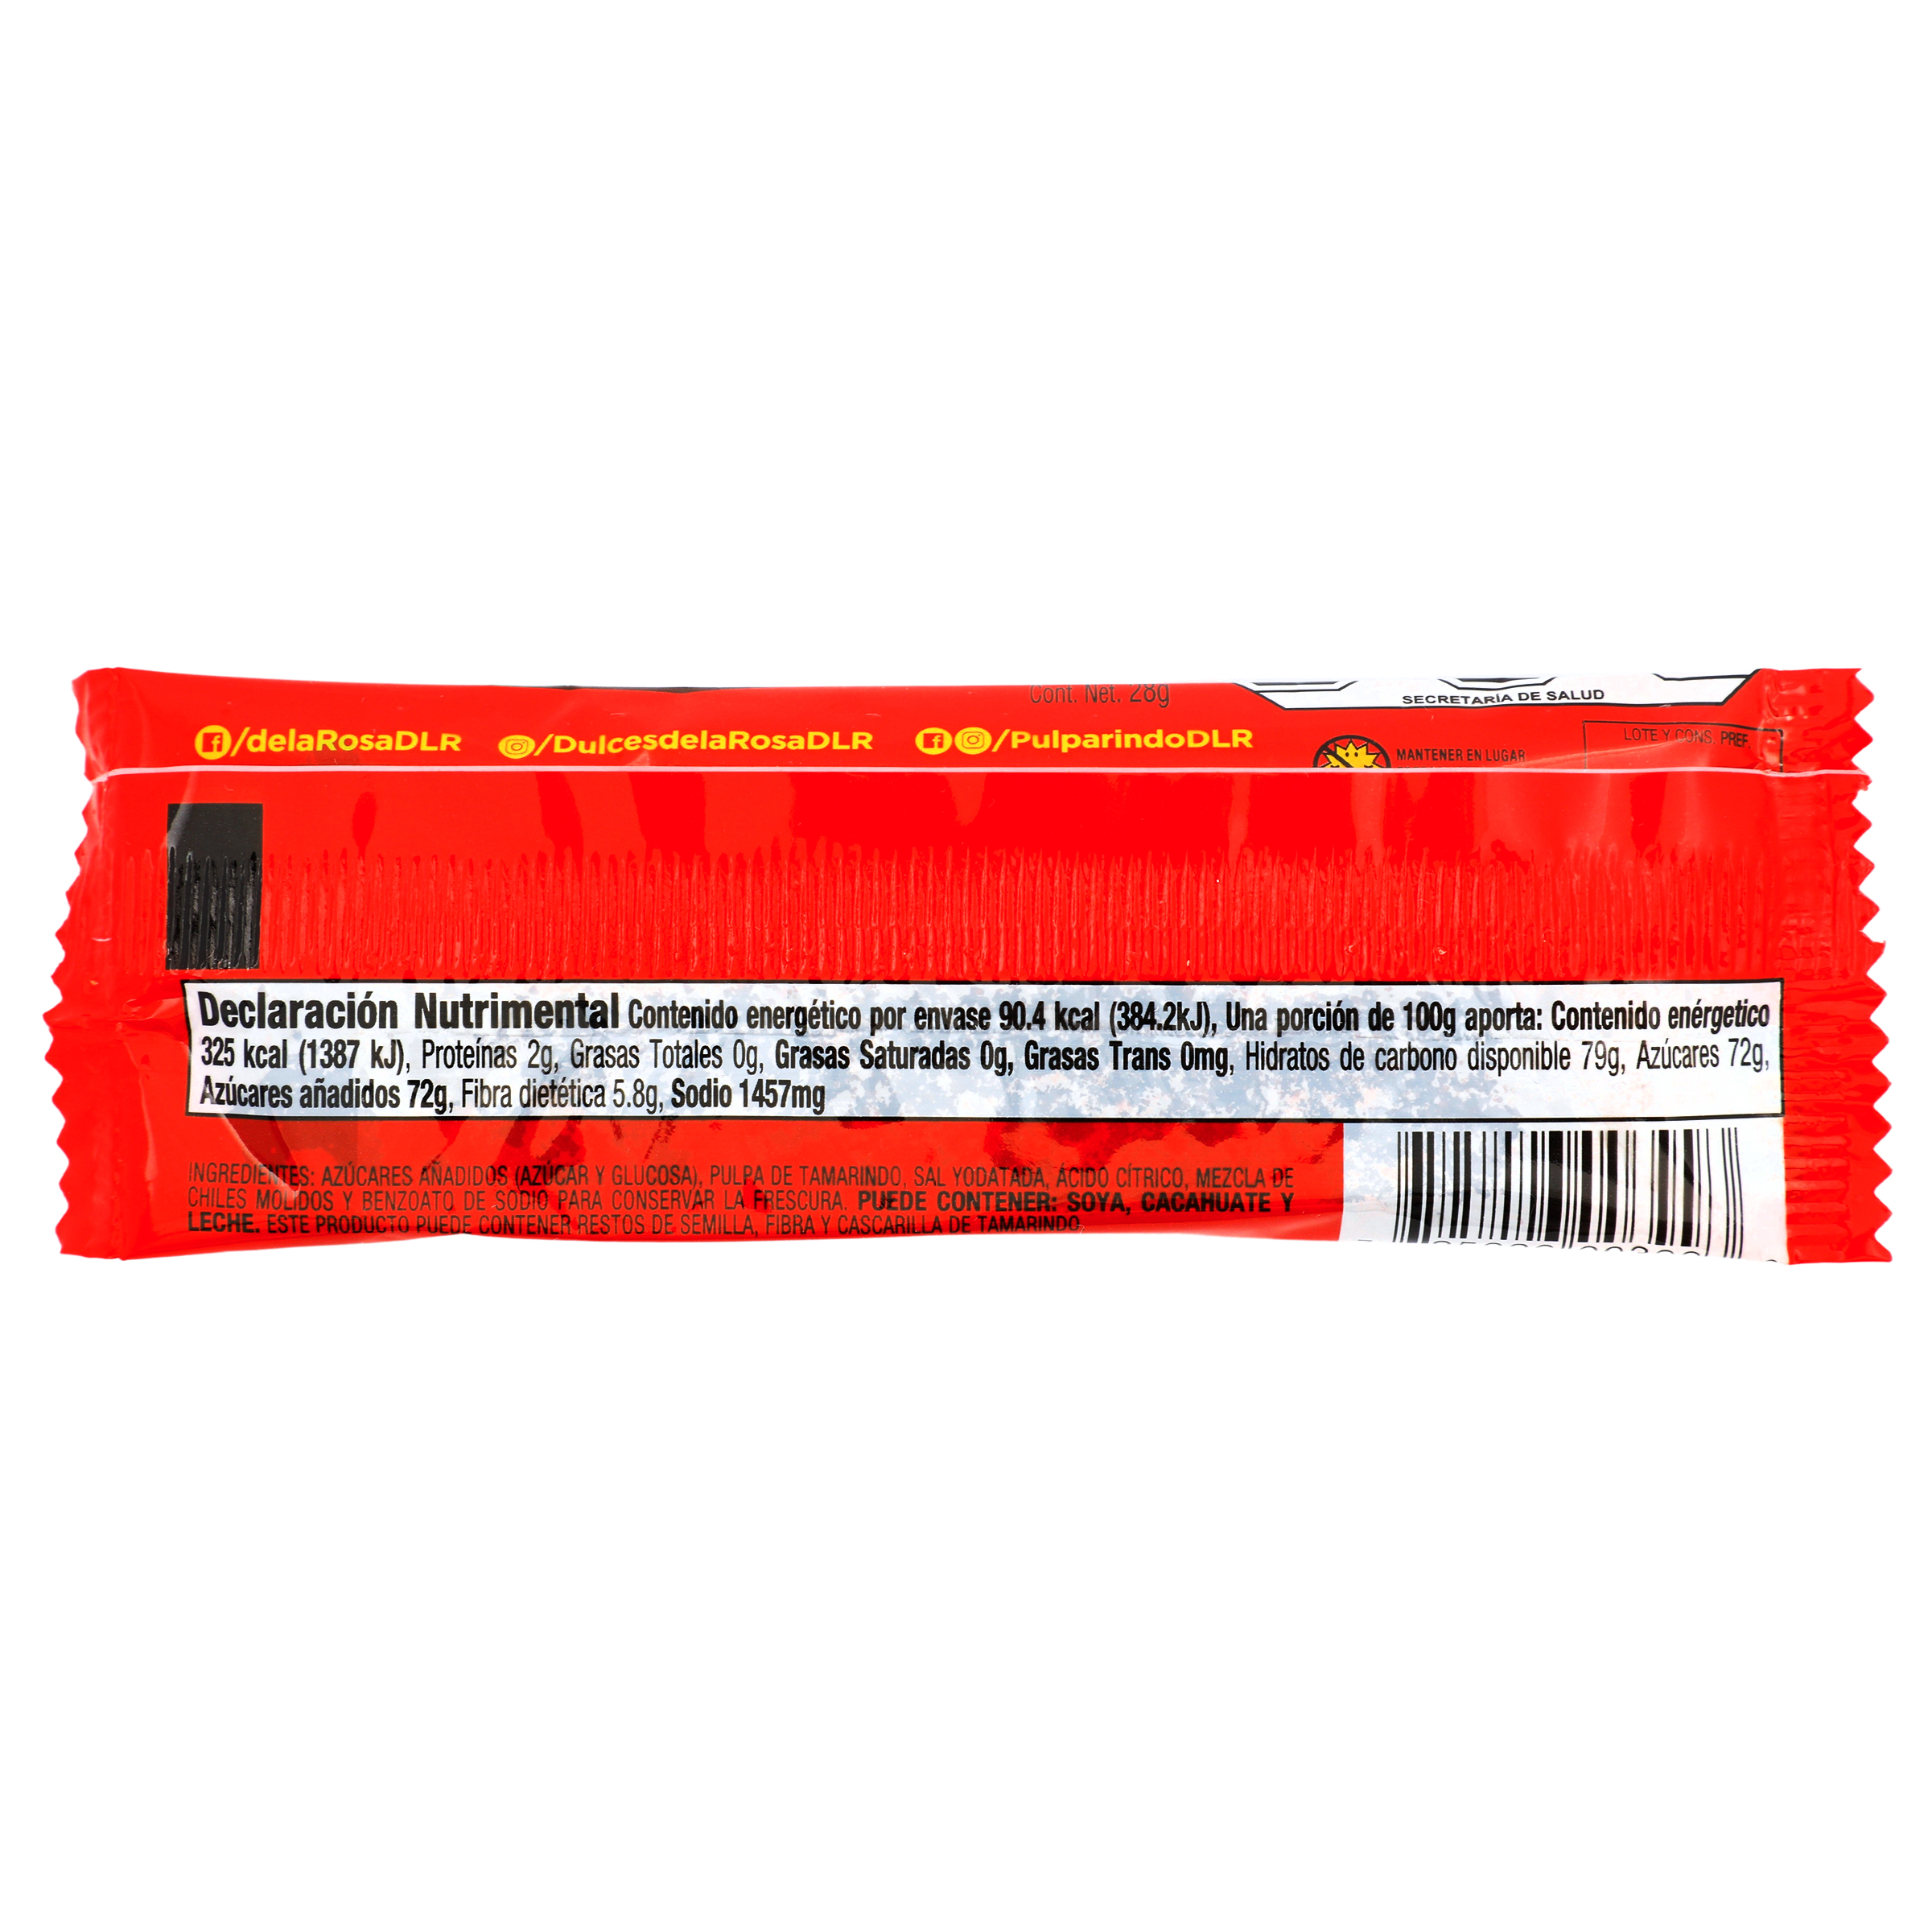 Cont. Net. 28g
SECRETARÍA DE SALUD
/delaRosaDLR /DulcesdelaRosaDLR /PulparindoDLR
LOTE Y CONS. PREF.
MANTENER EN LUGAR
Declaración Nutrimental Contenido energético por envase 90.4 kcal (384.2kJ), Una porción de 100g aporta: Contenido enérgetico
325 kcal (1387 kJ), Proteínas 2g, Grasas Totales 0g, Grasas Saturadas 0g, Grasas Trans 0mg, Hidratos de carbono disponible 79g, Azúcares 72g,
Azúcares añadidos 72g, Fibra dietética 5.8g, Sodio 1457mg
INGREDIENTES: AZÚCARES AÑADIDOS (AZÚCAR Y GLUCOSA), PULPA DE TAMARINDO, SAL YODATADA, ÁCIDO CÍTRICO, MEZCLA DE
CHILES MOLIDOS Y BENZOATO DE SODIO PARA CONSERVAR LA FRESCURA. PUEDE CONTENER: SOYA, CACAHUATE Y
LECHE. ESTE PRODUCTO PUEDE CONTENER RESTOS DE SEMILLA, FIBRA Y CASCARILLA DE TAMARINDO.